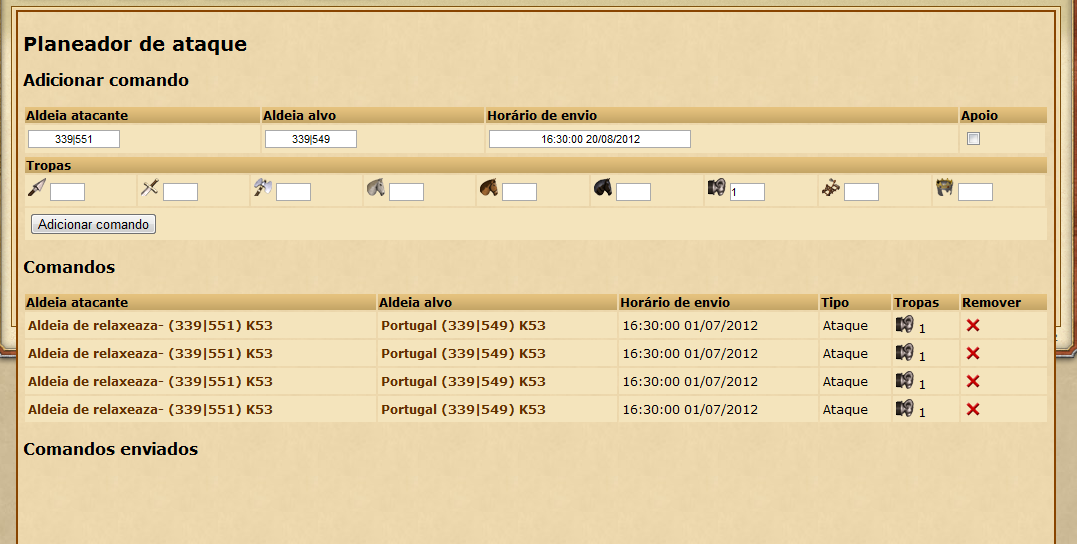 Planeador de ataque
Adicionar comando
Aldeia atacante Aldeia alvo Horário de envio Apoio
339|551 339|549 16:30:00 20/08/2012
Tropas
1
Adicionar comando
Comandos
Aldeia atacante Aldeia alvo Horário de envio Tipo Tropas Remover
Aldeia de relaxeaza- (339|551) K53 Portugal (339|549) K53 16:30:00 01/07/2012 Ataque 1
Aldeia de relaxeaza- (339|551) K53 Portugal (339|549) K53 16:30:00 01/07/2012 Ataque 1
Aldeia de relaxeaza- (339|551) K53 Portugal (339|549) K53 16:30:00 01/07/2012 Ataque 1
Aldeia de relaxeaza- (339|551) K53 Portugal (339|549) K53 16:30:00 01/07/2012 Ataque 1
Comandos enviados